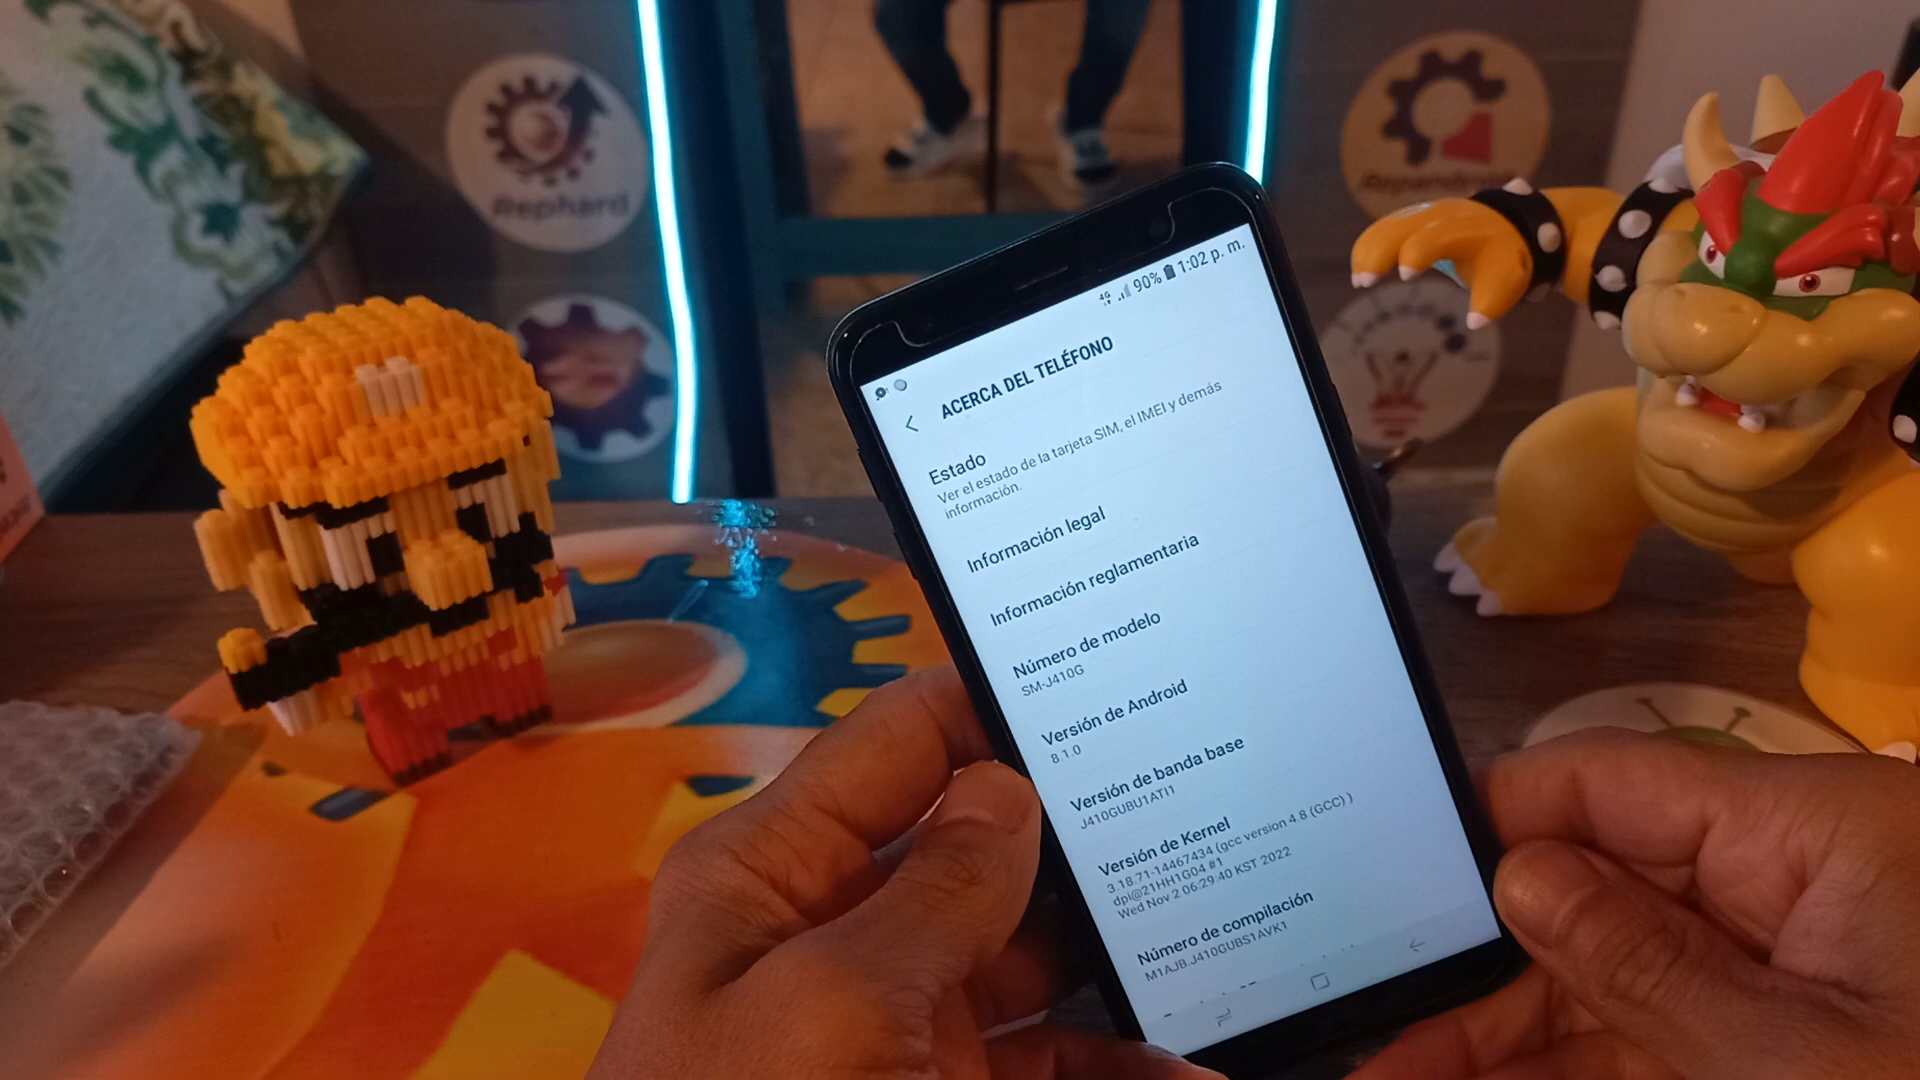 Rephard
Repandroid
4G 90% 1:02 p. m.
ACERCA DEL TELÉFONO
Estado
Ver el estado de la tarjeta SIM, el IMEI y demás
información.
Información legal
Información reglamentaria
Número de modelo
SM-J410G
Versión de Android
8.1.0
Versión de banda base
J410GUBU1ATI1
Versión de Kernel
3.18.71-14467434 (gcc version 4.8 (GCC) )
dpi@21HH1G04 #1
Wed Nov 2 06:29:40 KST 2022
Número de compilación
M1AJB.J410GUBS1AVK1